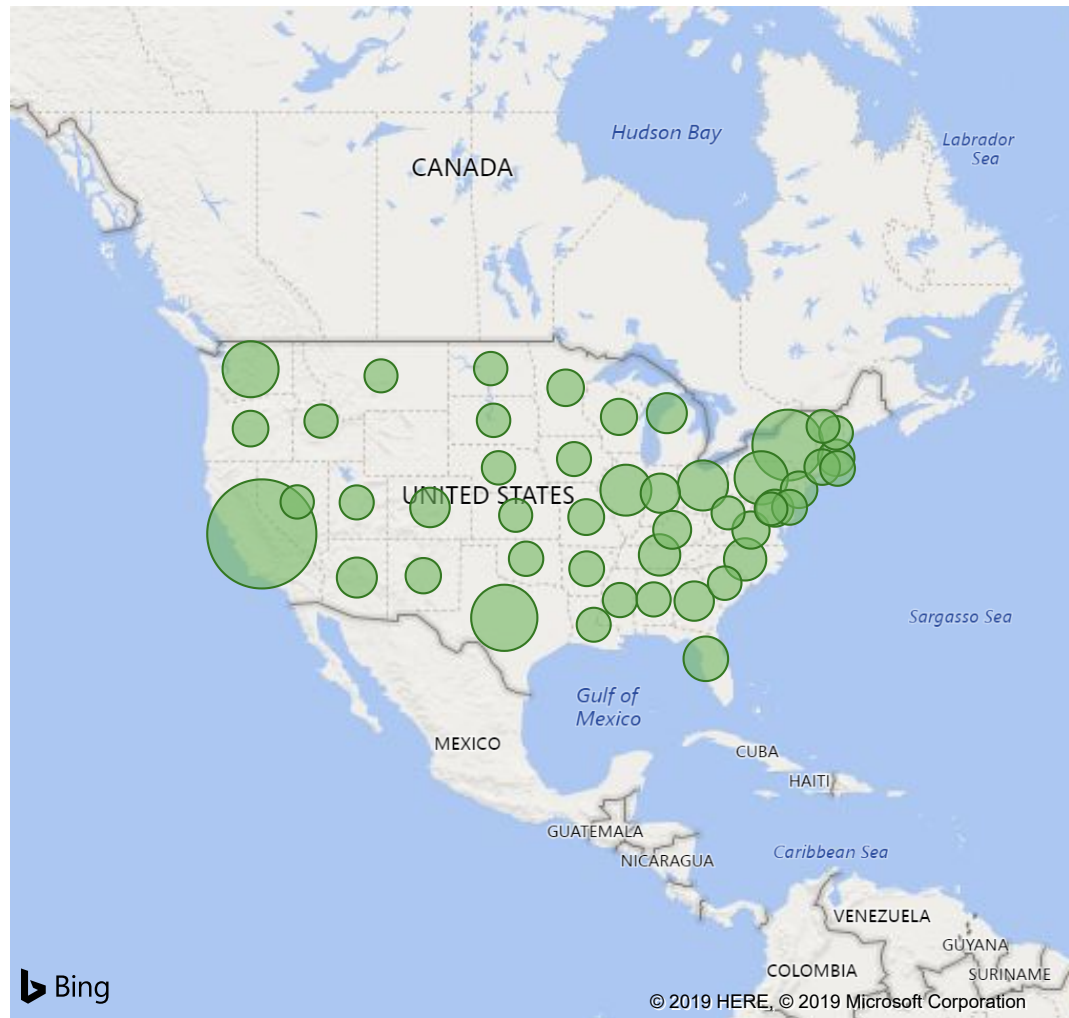 Hudson Bay
Labrador
Sea
CANADA
UNITED STATES
Sargasso Sea
Gulf of
Mexico
MEXICO
CUBA
HAITI
GUATEMALA
NICARAGUA
Caribbean Sea
VENEZUELA
GUYANA
COLOMBIA
SURINAME
Bing
© 2019 HERE, © 2019 Microsoft Corporation